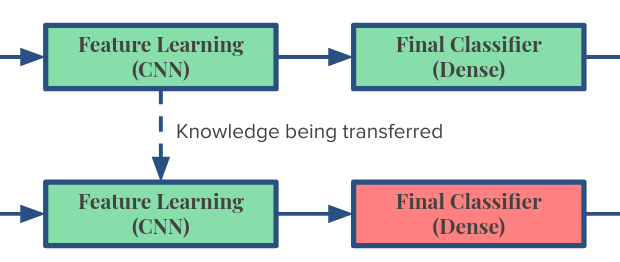 Feature Learning
(CNN)
Final Classifier
(Dense)
Knowledge being transferred
Feature Learning
(CNN)
Final Classifier
(Dense)